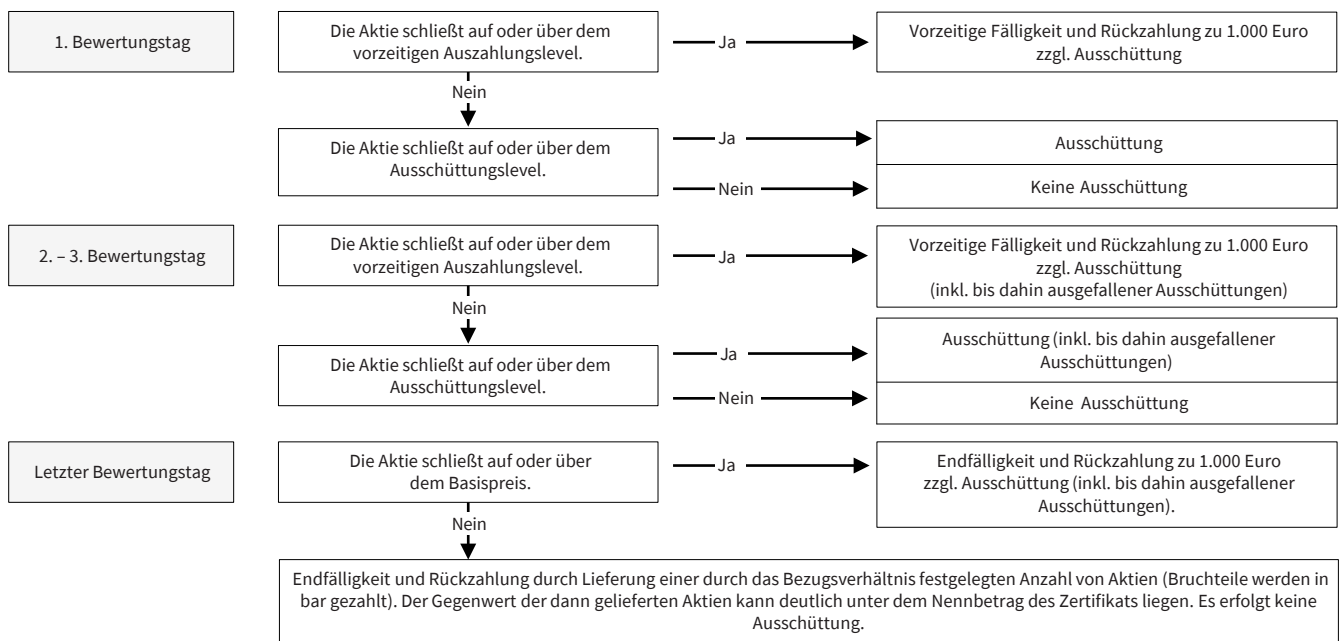 1. Bewertungstag
Die Aktie schließt auf oder über dem
vorzeitigen Auszahlungslevel.
Ja
Vorzeitige Fälligkeit und Rückzahlung zu 1.000 Euro
zzgl. Ausschüttung
Nein
Die Aktie schließt auf oder über dem
Ausschüttungslevel.
Ja
Ausschüttung
Nein
Keine Ausschüttung
2. – 3. Bewertungstag
Die Aktie schließt auf oder über dem
vorzeitigen Auszahlungslevel.
Ja
Vorzeitige Fälligkeit und Rückzahlung zu 1.000 Euro
zzgl. Ausschüttung
(inkl. bis dahin ausgefallener Ausschüttungen)
Nein
Die Aktie schließt auf oder über dem
Ausschüttungslevel.
Ja
Ausschüttung (inkl. bis dahin ausgefallener
Ausschüttungen)
Nein
Keine Ausschüttung
Letzter Bewertungstag
Die Aktie schließt auf oder über
dem Basispreis.
Ja
Endfälligkeit und Rückzahlung zu 1.000 Euro
zzgl. Ausschüttung (inkl. bis dahin ausgefallener
Ausschüttungen).
Nein
Endfälligkeit und Rückzahlung durch Lieferung einer durch das Bezugsverhältnis festgelegten Anzahl von Aktien (Bruchteile werden in
bar gezahlt). Der Gegenwert der dann gelieferten Aktien kann deutlich unter dem Nennbetrag des Zertifikats liegen. Es erfolgt keine
Ausschüttung.